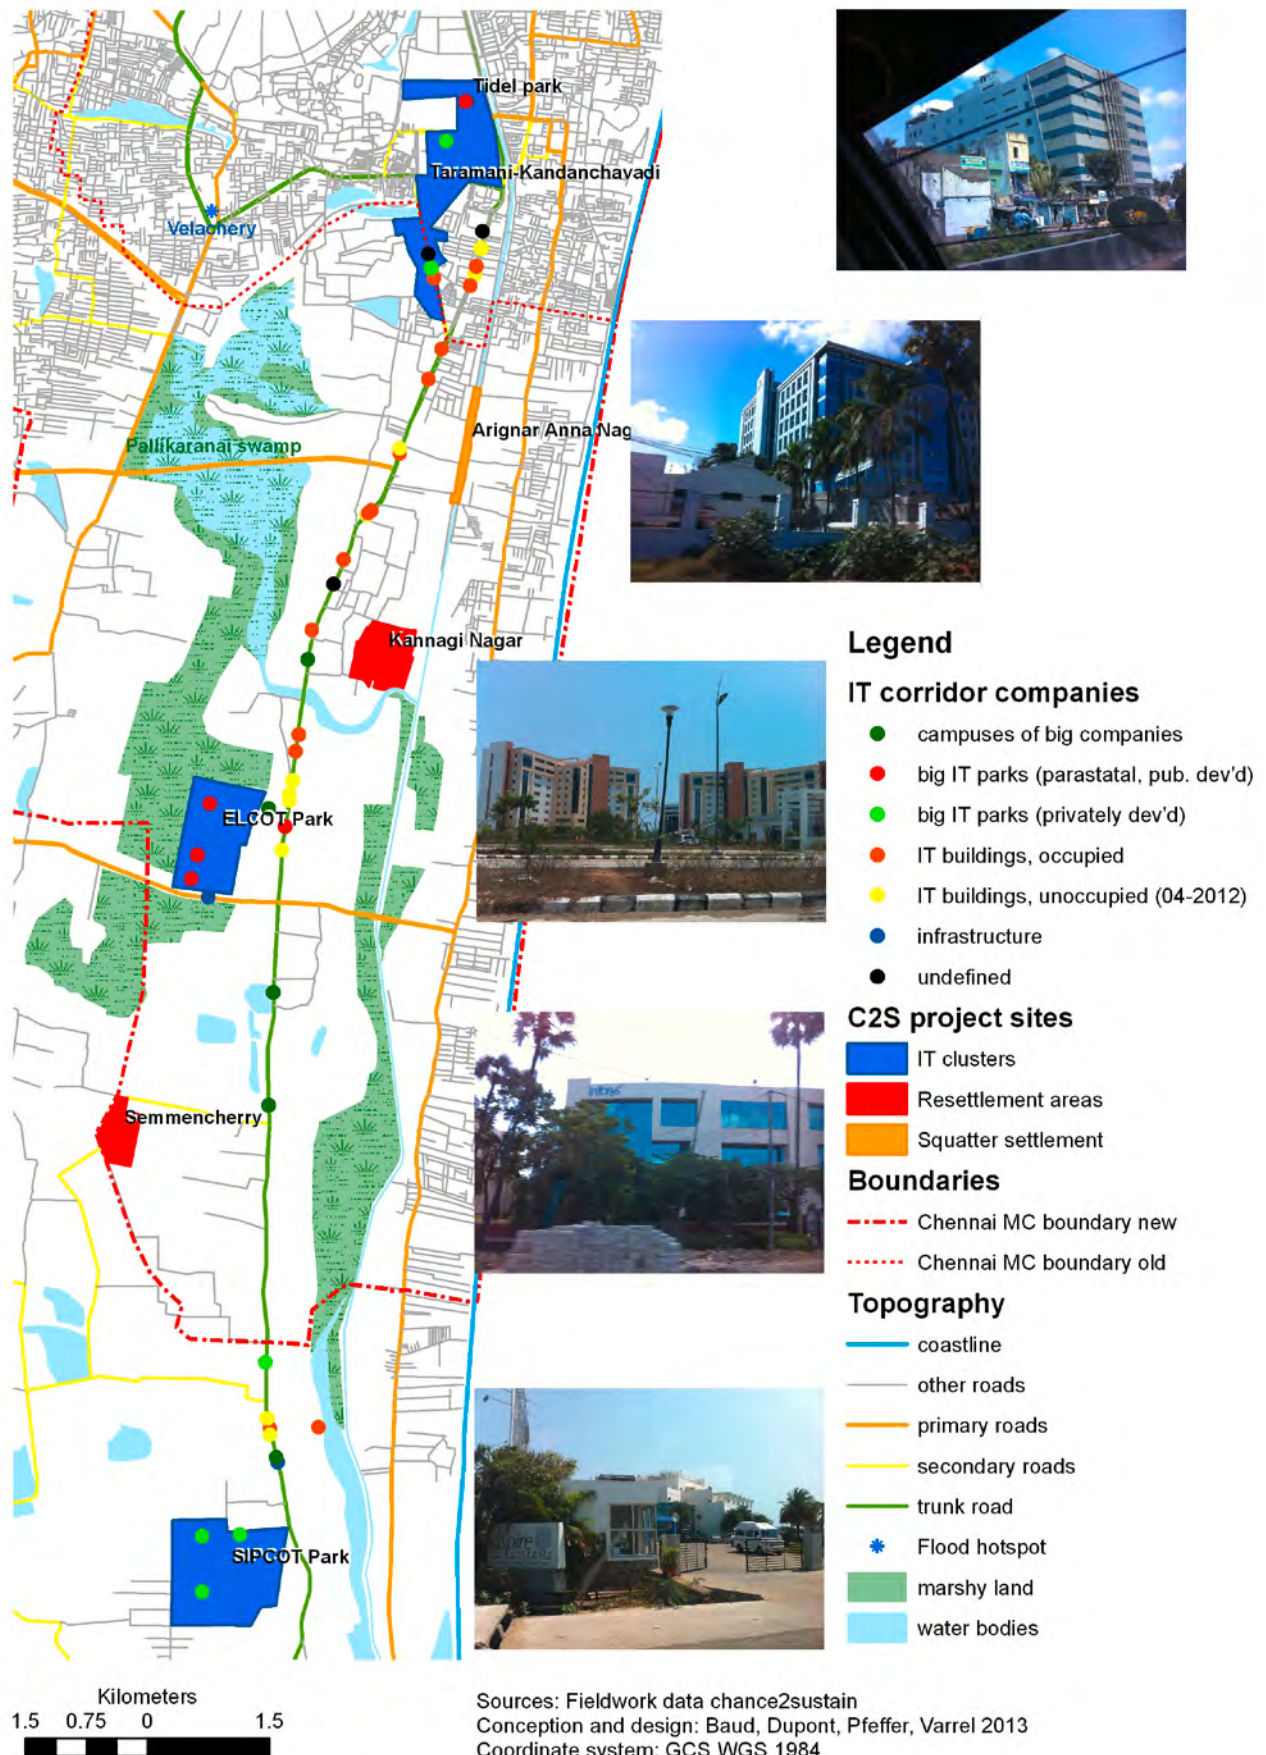 Tidel park
Taramani-Kandanchavadi
Velachery
Arignar Anna Nag
Pallikaranai swamp
Kannagi Nagar
ELCOT Park
Semmencherry
SIPCOT Park
infosys
Legend
IT corridor companies
campuses of big companies
big IT parks (parastatal, pub. dev'd)
big IT parks (privately dev'd)
IT buildings, occupied
IT buildings, unoccupied (04-2012)
infrastructure
undefined
C2S project sites
IT clusters
Resettlement areas
Squatter settlement
Boundaries
Chennai MC boundary new
Chennai MC boundary old
Topography
coastline
other roads
primary roads
secondary roads
trunk road
Flood hotspot
marshy land
water bodies
Kilometers
1.5 0.75 0 1.5
Sources: Fieldwork data chance2sustain
Conception and design: Baud, Dupont, Pfeffer, Varrel 2013
Coordinate system: GCS WGS 1984